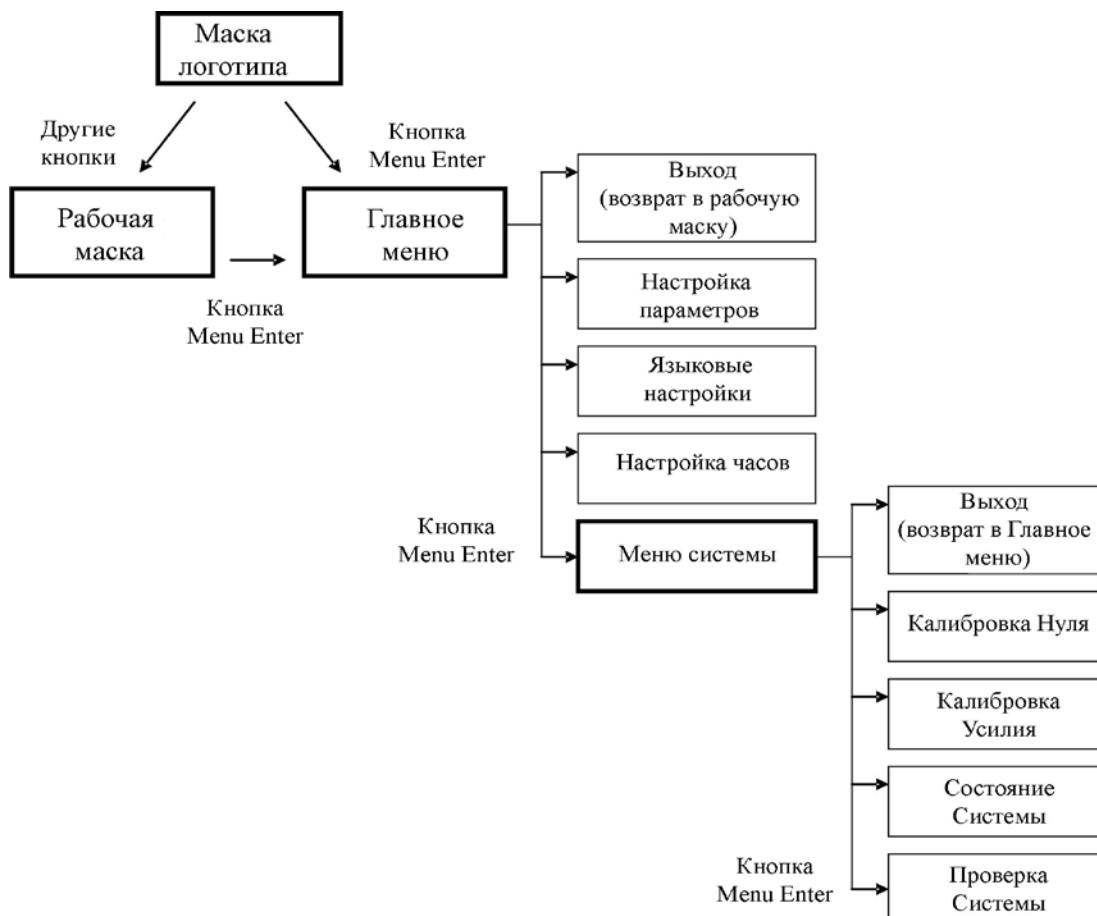 Маска
логотипа
Другие
кнопки
Кнопка
Menu Enter
Рабочая
маска
Главное
меню
Кнопка
Menu Enter
Выход
(возврат в рабочую
маску)
Настройка
параметров
Языковые
настройки
Настройка часов
Кнопка
Menu Enter
Меню системы
Выход
(возврат в Главное
меню)
Калибровка Нуля
Калибровка
Усилия
Состояние
Системы
Кнопка
Menu Enter
Проверка
Системы